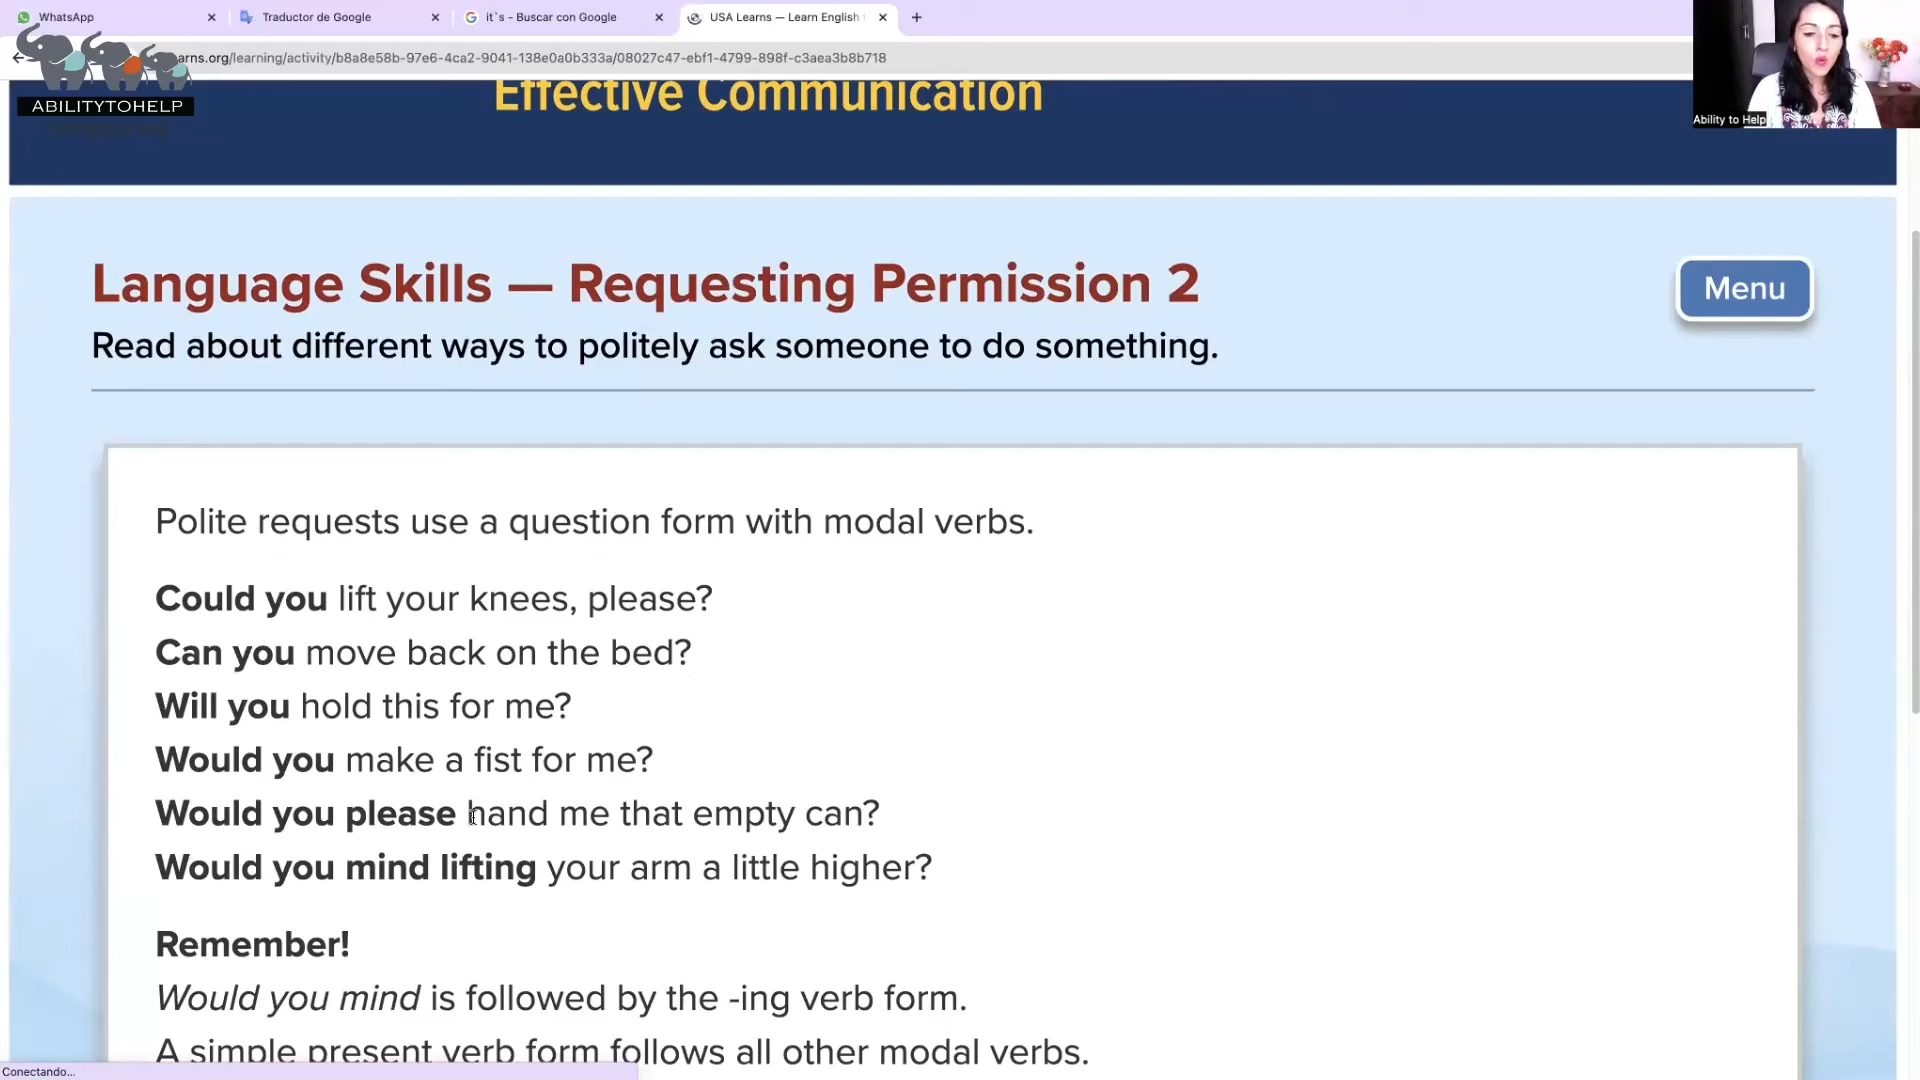 WhatsApp
Traductor de Google
it`s - Buscar con Google
USA Learns — Learn English
arns.org/learning/activity/b8a8e58b-97e6-4ca2-9041-138e0a0b333a/08027c47-ebf1-4799-898f-c3aea3b8b718
ABILITYTOHELP
Ability to Help
Effective Communication
Language Skills — Requesting Permission 2
Menu
Read about different ways to politely ask someone to do something.
Polite requests use a question form with modal verbs.
Could you lift your knees, please?
Can you move back on the bed?
Will you hold this for me?
Would you make a fist for me?
Would you please hand me that empty can?
Would you mind lifting your arm a little higher?
Remember!
Would you mind is followed by the -ing verb form.
A simple present verb form follows all other modal verbs.
Conectando...